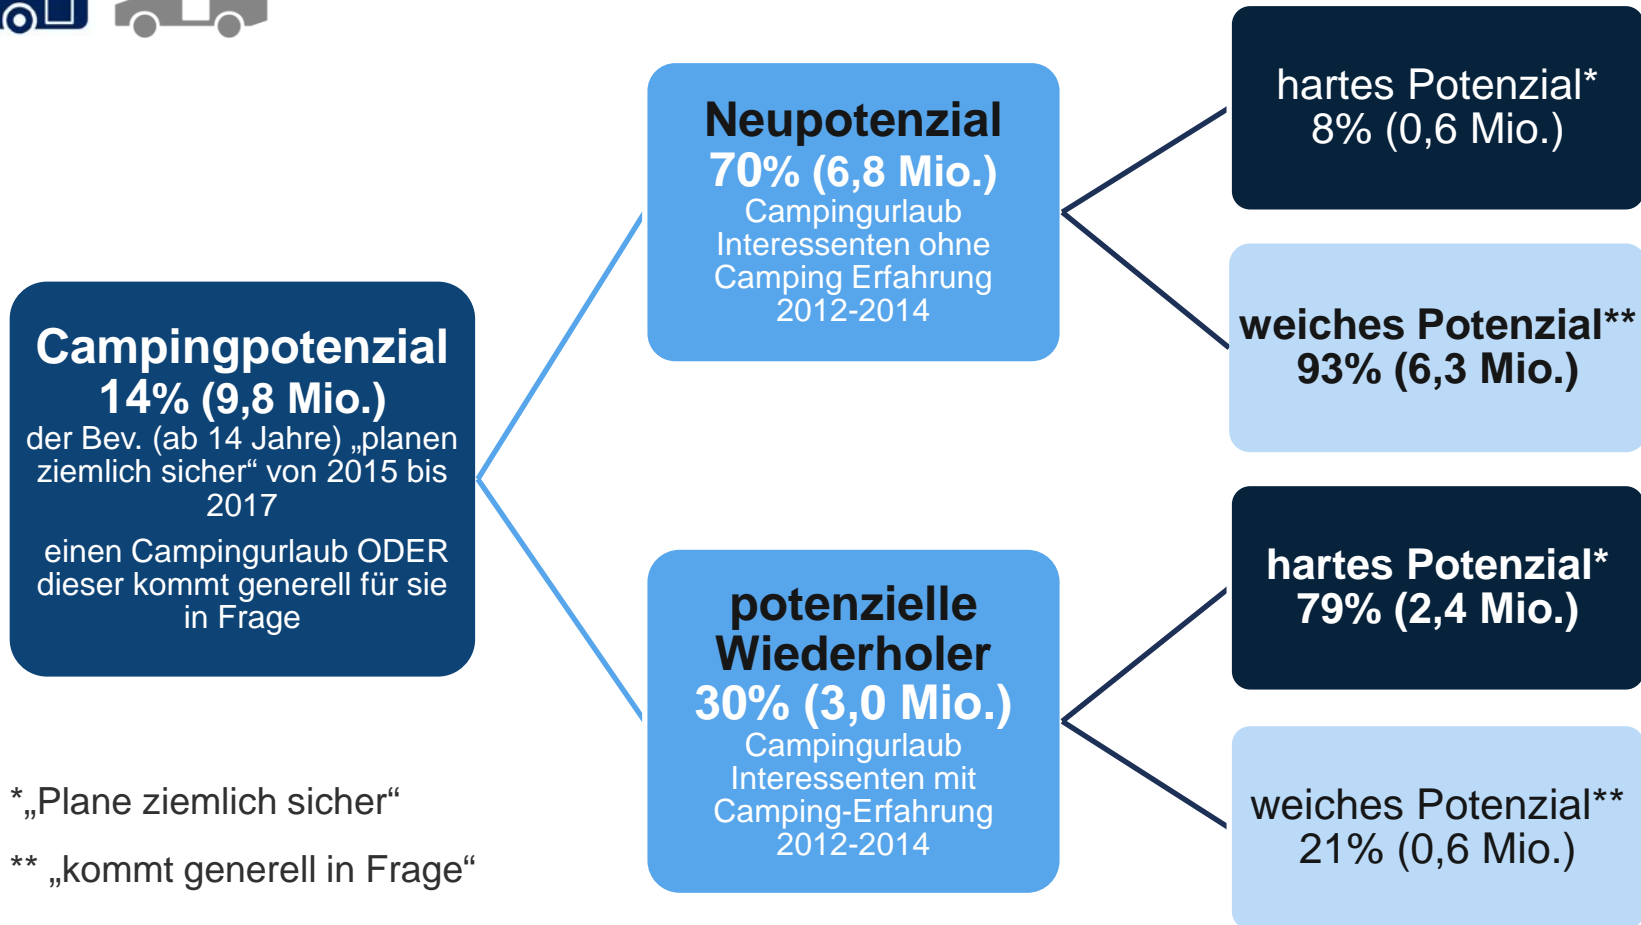 Campingpotenzial
14% (9,8 Mio.)
der Bev. (ab 14 Jahre) „planen
ziemlich sicher“ von 2015 bis
2017
einen Campingurlaub ODER
dieser kommt generell für sie
in Frage
Neupotenzial
70% (6,8 Mio.)
Campingurlaub
Interessenten ohne
Camping Erfahrung
2012-2014
hartes Potenzial*
8% (0,6 Mio.)
weiches Potenzial**
93% (6,3 Mio.)
potenzielle
Wiederholer
30% (3,0 Mio.)
Campingurlaub
Interessenten mit
Camping-Erfahrung
2012-2014
hartes Potenzial*
79% (2,4 Mio.)
weiches Potenzial**
21% (0,6 Mio.)
*„Plane ziemlich sicher“
** „kommt generell in Frage“